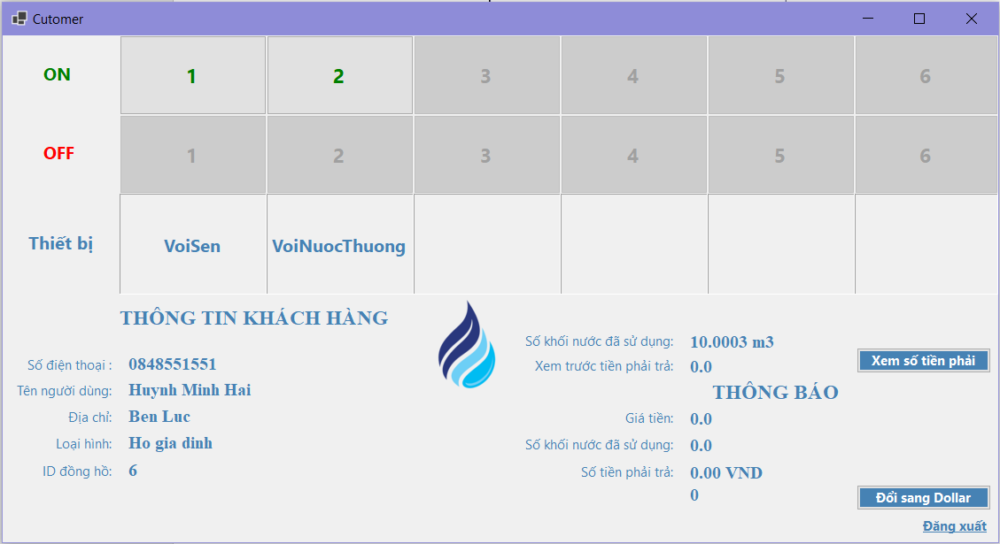 Cutomer
ON 1 2 3 4 5 6
OFF 1 2 3 4 5 6
Thiết bị VoiSen VoiNuocThuong
THÔNG TIN KHÁCH HÀNG
Số điện thoại : 0848551551
Tên người dùng: Huynh Minh Hai
Địa chỉ: Ben Luc
Loại hình: Ho gia dinh
ID đồng hồ: 6
Số khối nước đã sử dụng: 10.0003 m3
Xem trước tiền phải trả: 0.0
Xem số tiền phải
THÔNG BÁO
Giá tiền: 0.0
Số khối nước đã sử dụng: 0.0
Số tiền phải trả: 0.00 VND
0
Đổi sang Dollar
Đăng xuất